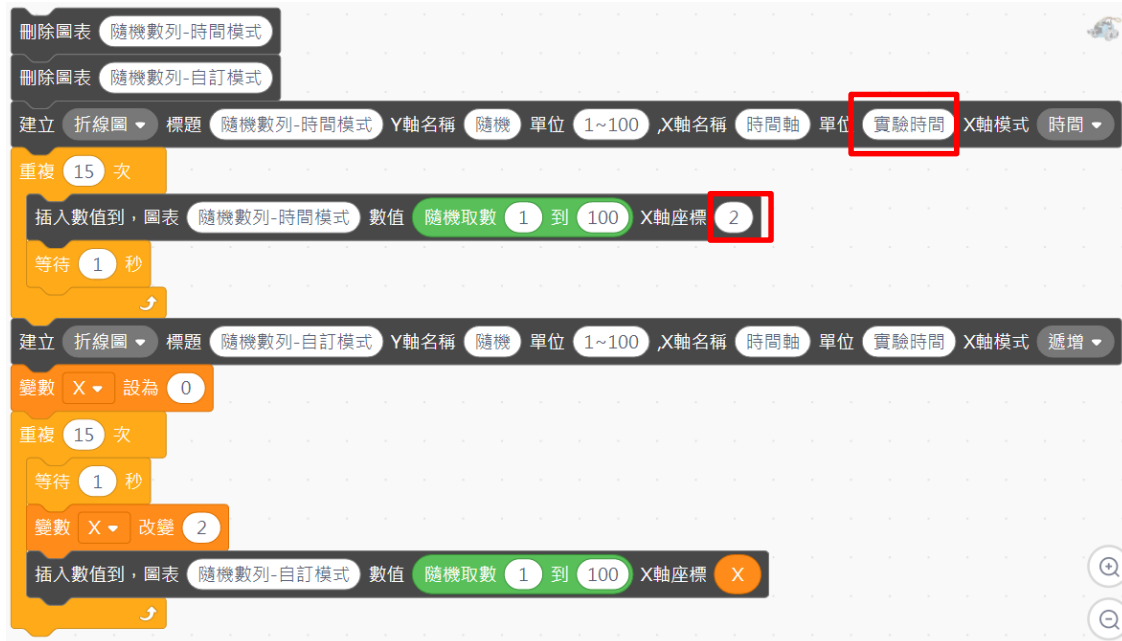 刪除圖表 隨機數列-時間模式
刪除圖表 隨機數列-自訂模式
建立 折線圖 標題 隨機數列-時間模式 Y軸名稱 隨機 單位 1~100 ,X軸名稱 時間軸 單位 實驗時間 X軸模式 時間
重複 15 次
插入數值到,圖表 隨機數列-時間模式 數值 隨機取數 1 到 100 X軸座標 2
等待 1 秒
建立 折線圖 標題 隨機數列-自訂模式 Y軸名稱 隨機 單位 1~100 ,X軸名稱 時間軸 單位 實驗時間 X軸模式 遞增
變數 X 設為 0
重複 15 次
等待 1 秒
變數 X 改變 2
插入數值到,圖表 隨機數列-自訂模式 數值 隨機取數 1 到 100 X軸座標 X